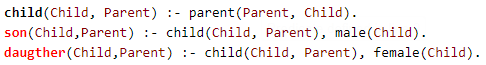 child(Child, Parent) :- parent(Parent, Child).
son(Child,Parent) :- child(Child, Parent), male(Child).
daugther(Child,Parent) :- child(Child, Parent), female(Child).